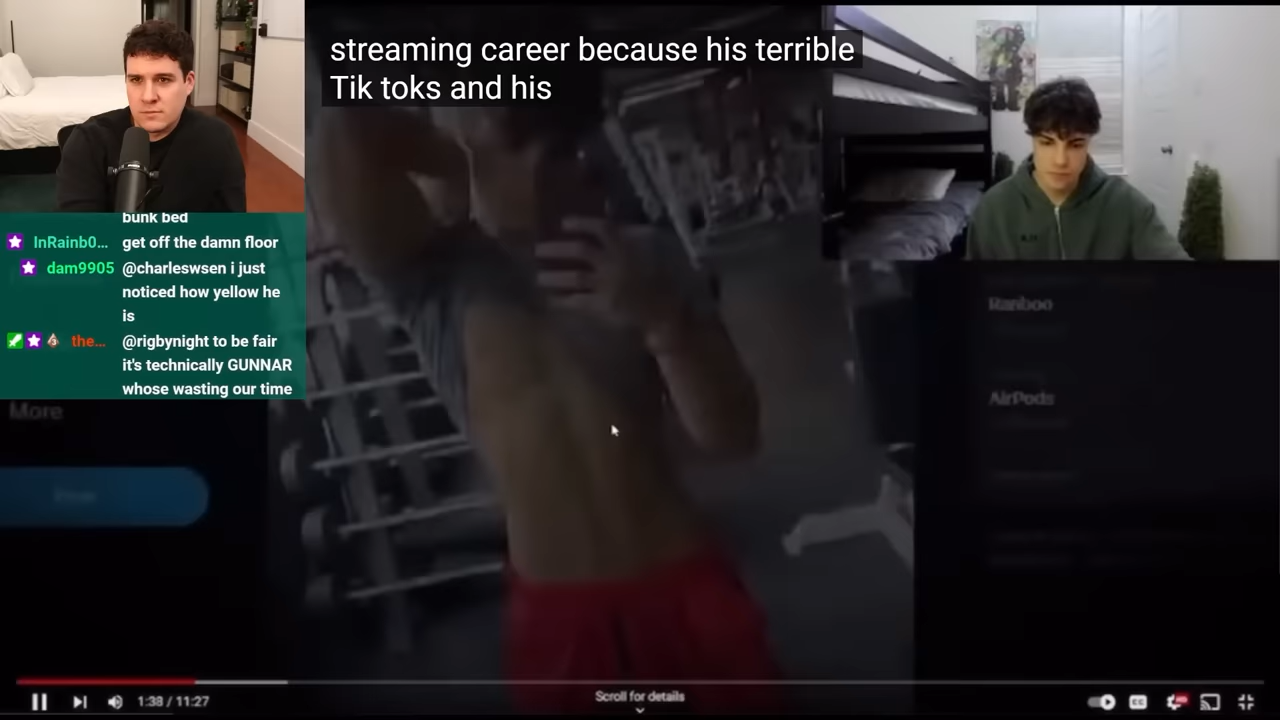 streaming career because his terrible
Tik toks and his
bunk bed
InRainb0... get off the damn floor
dam9905 @charleswsen i just
noticed how yellow he
is
the... @rigbynight to be fair
it's technically GUNNAR
whose wasting our time
More
Ranboo
AirPods
1:38 / 11:27
Scroll for details
CC